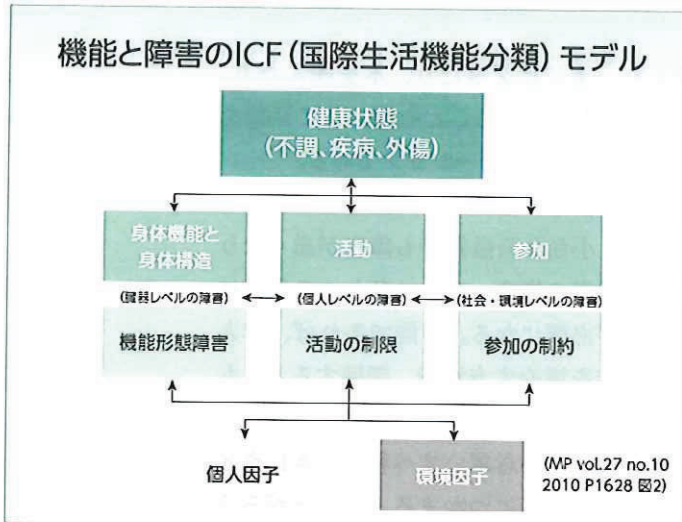 機能と障害のICF(国際生活機能分類)モデル
健康状態
(不調、疾病、外傷)
身体機能と
身体構造
活動
参加
(臓器レベルの障害)
(個人レベルの障害)
(社会・環境レベルの障害)
機能形態障害
活動の制限
参加の制約
個人因子
環境因子
(MP vol.27 no.10
2010 P1628 図2)